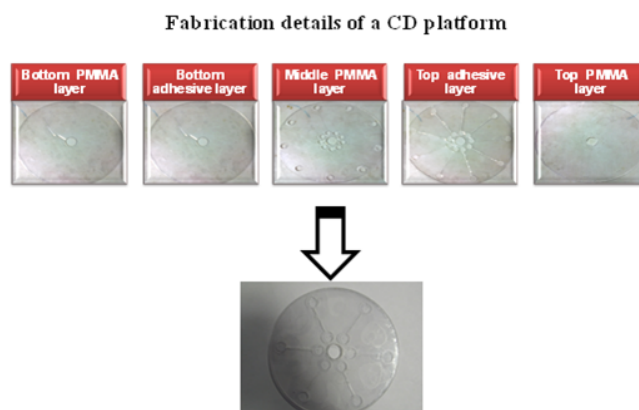 Fabrication details of a CD platform
Bottom PMMA layer
Bottom adhesive layer
Middle PMMA layer
Top adhesive layer
Top PMMA layer